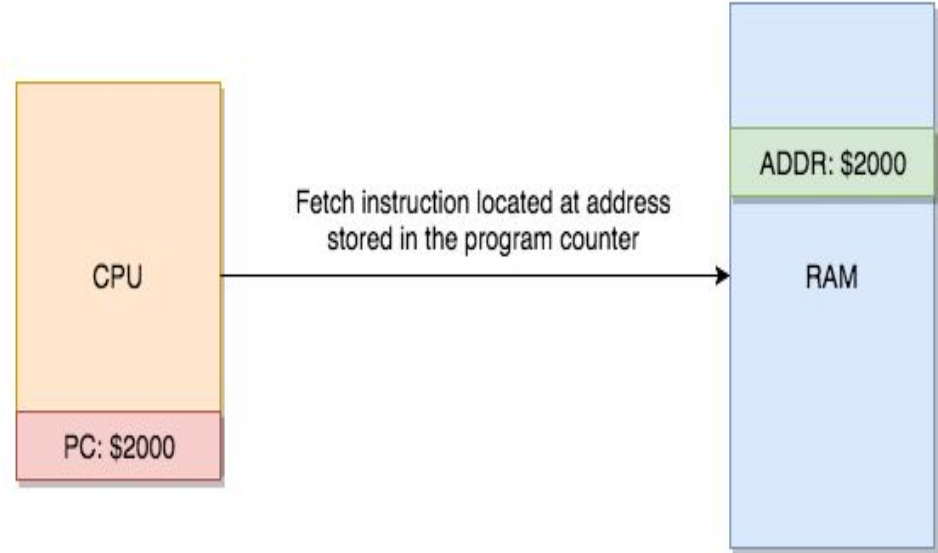 ADDR: $2000
Fetch instruction located at address
stored in the program counter
CPU
RAM
PC: $2000